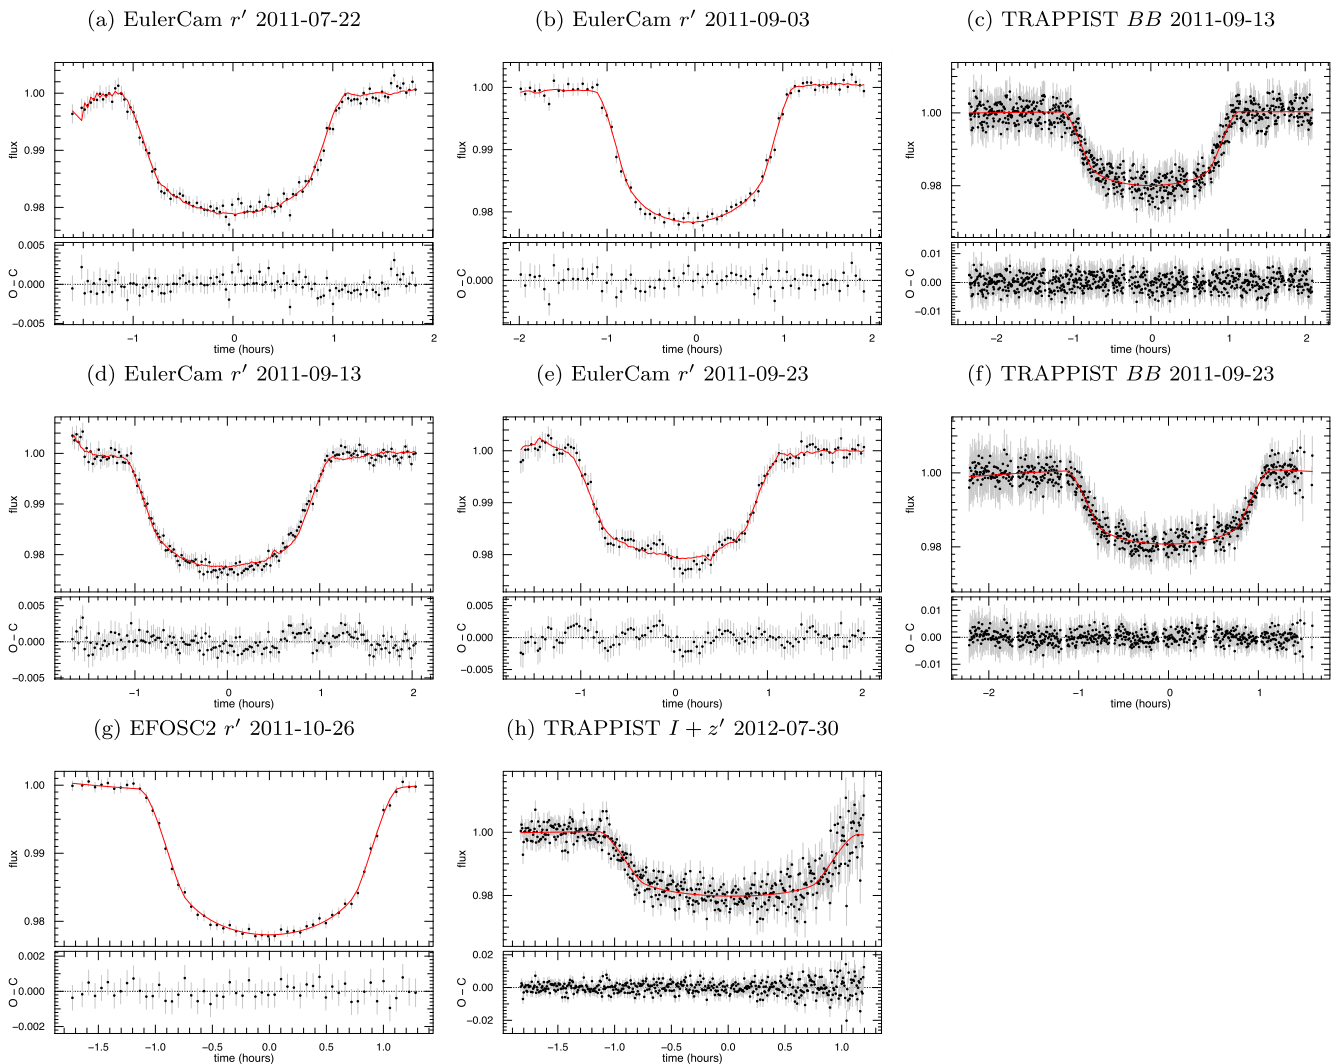 (a) EulerCam r′ 2011-07-22
(b) EulerCam r′ 2011-09-03
(c) TRAPPIST BB 2011-09-13
1.00
0.99
0.98
flux
0.005
0.000
−0.005
O − C
−1 0 1 2
time (hours)
1.00
0.99
0.98
flux
0.000
O − C
−2 −1 0 1 2
time (hours)
1.00
0.98
flux
0.01
0.00
−0.01
O − C
−2 −1 0 1 2
time (hours)
(d) EulerCam r′ 2011-09-13
(e) EulerCam r′ 2011-09-23
(f) TRAPPIST BB 2011-09-23
1.00
0.99
0.98
flux
0.005
0.000
−0.005
O − C
−1 0 1 2
time (hours)
1.00
0.99
0.98
flux
0.005
0.000
−0.005
O − C
−1 0 1 2
time (hours)
1.00
0.98
flux
0.01
0.00
−0.01
O − C
−2 −1 0 1
time (hours)
(g) EFOSC2 r′ 2011-10-26
(h) TRAPPIST I + z′ 2012-07-30
1.00
0.99
0.98
flux
0.002
0.000
−0.002
O − C
−1.5 −1.0 −0.5 0.0 0.5 1.0
time (hours)
1.00
0.98
flux
0.02
0.00
−0.02
O − C
−1.5 −1.0 −0.5 0.0 0.5 1.0
time (hours)